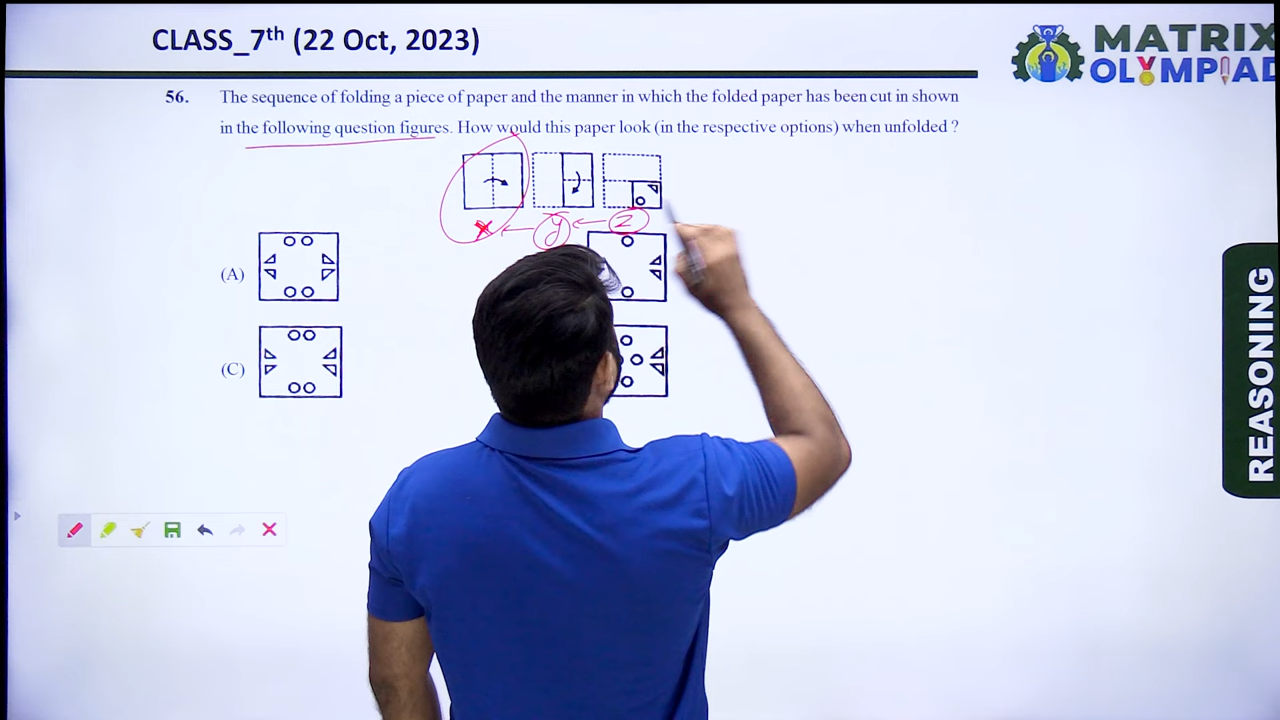 CLASS_7th (22 Oct, 2023)
MATRIX
OLYMPIAD
56. The sequence of folding a piece of paper and the manner in which the folded paper has been cut in shown
in the following question figures. How would this paper look (in the respective options) when unfolded ?
x ← y ← z
(A)
(C)
REASONING